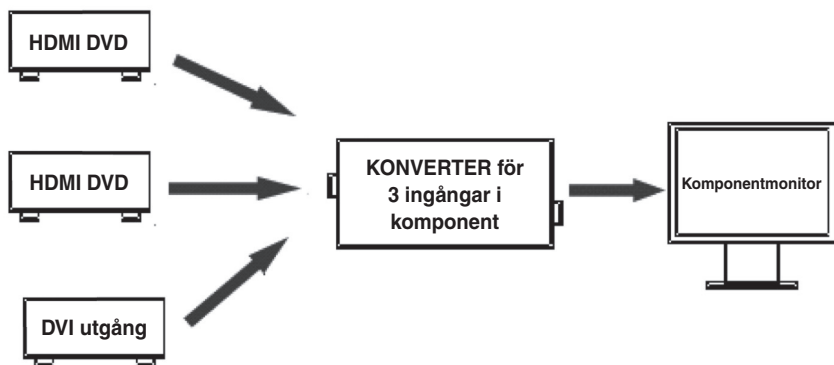 HDMI DVD
HDMI DVD
DVI utgång
KONVERTER för
3 ingångar i
komponent
Komponentmonitor